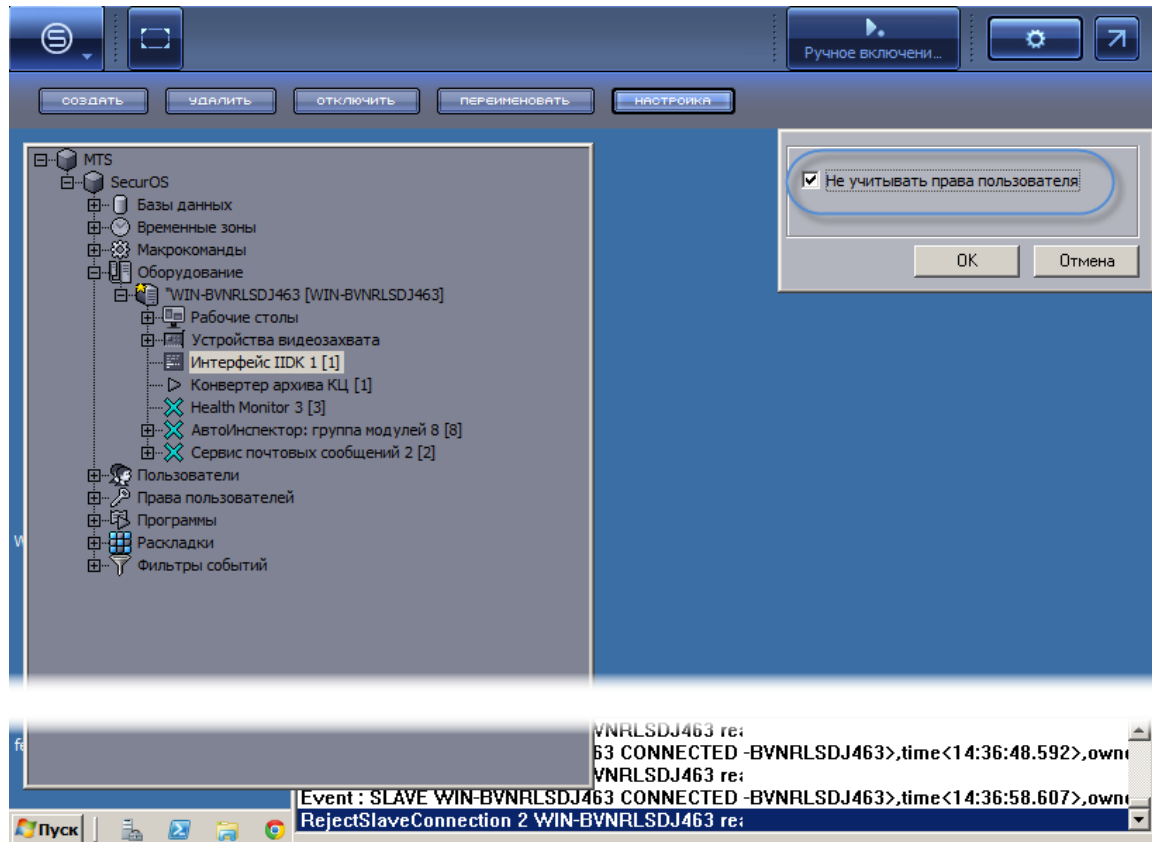 Ручное включени...
СОЗДАТЬ УДАЛИТЬ ОТКЛЮЧИТЬ ПЕРЕИМЕНОВАТЬ НАСТРОЙКА
MTS
SecurOS
Базы данных
Временные зоны
Макрокоманды
Оборудование
"WIN-BVNRLSDJ463 [WIN-BVNRLSDJ463]
Рабочие столы
Устройства видеозахвата
Интерфейс IIDK 1 [1]
Конвертер архива КЦ [1]
Health Monitor 3 [3]
АвтоИнспектор: группа модулей 8 [8]
Сервис почтовых сообщений 2 [2]
Пользователи
Права пользователей
Программы
Раскладки
Фильтры событий
Не учитывать права пользователя
OK Отмена
VNRLSDJ463 re
63 CONNECTED -BVNRLSDJ463>,time<14:36:48.592>,own
VNRLSDJ463 re
Event : SLAVE WIN-BVNRLSDJ463 CONNECTED -BVNRLSDJ463>,time<14:36:58.607>,own
RejectSlaveConnection 2 WIN-BVNRLSDJ463 re
Пуск